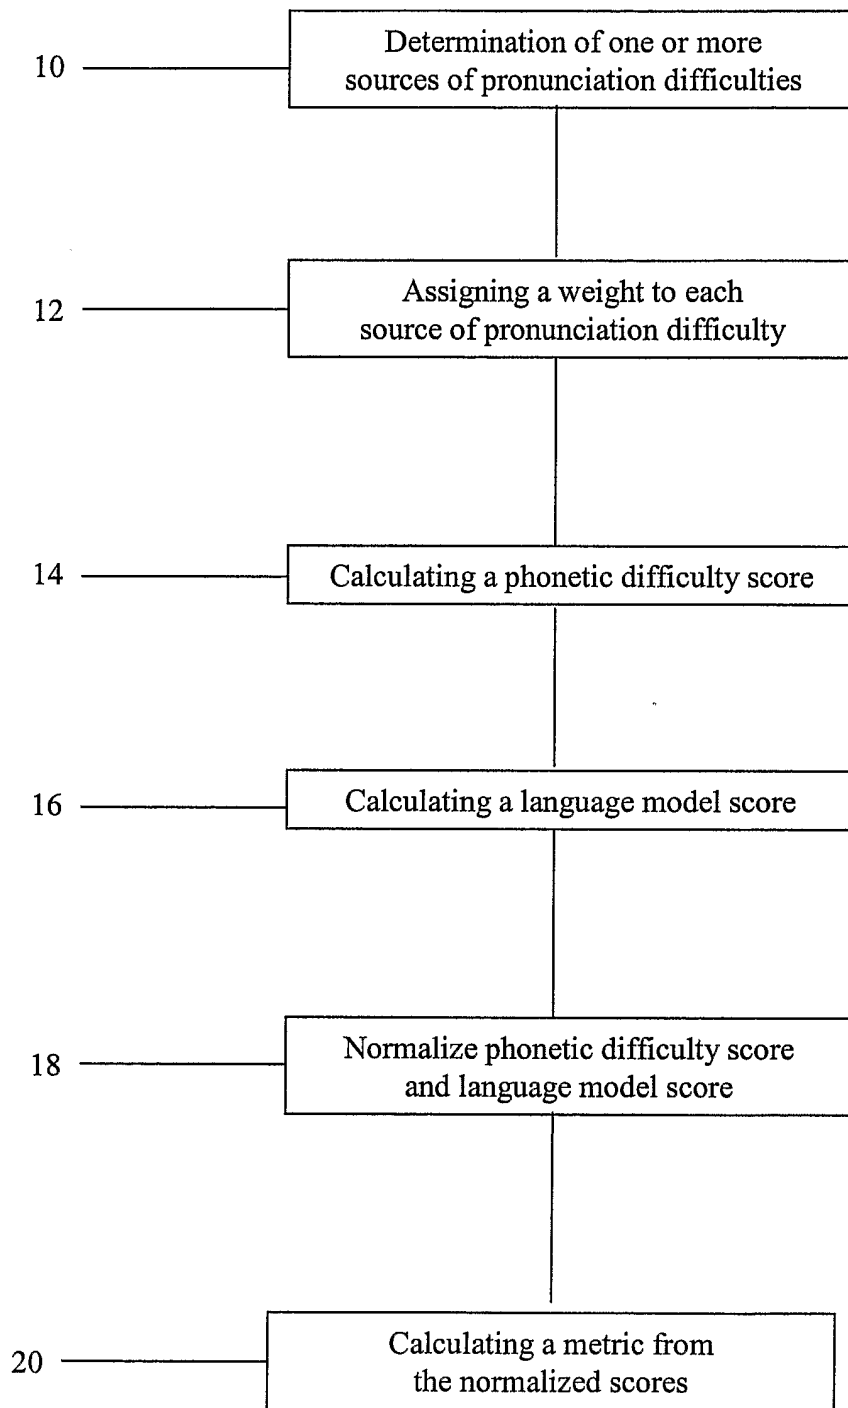 10
Determination of one or more
sources of pronunciation difficulties
12
Assigning a weight to each
source of pronunciation difficulty
14
Calculating a phonetic difficulty score
16
Calculating a language model score
18
Normalize phonetic difficulty score
and language model score
20
Calculating a metric from
the normalized scores